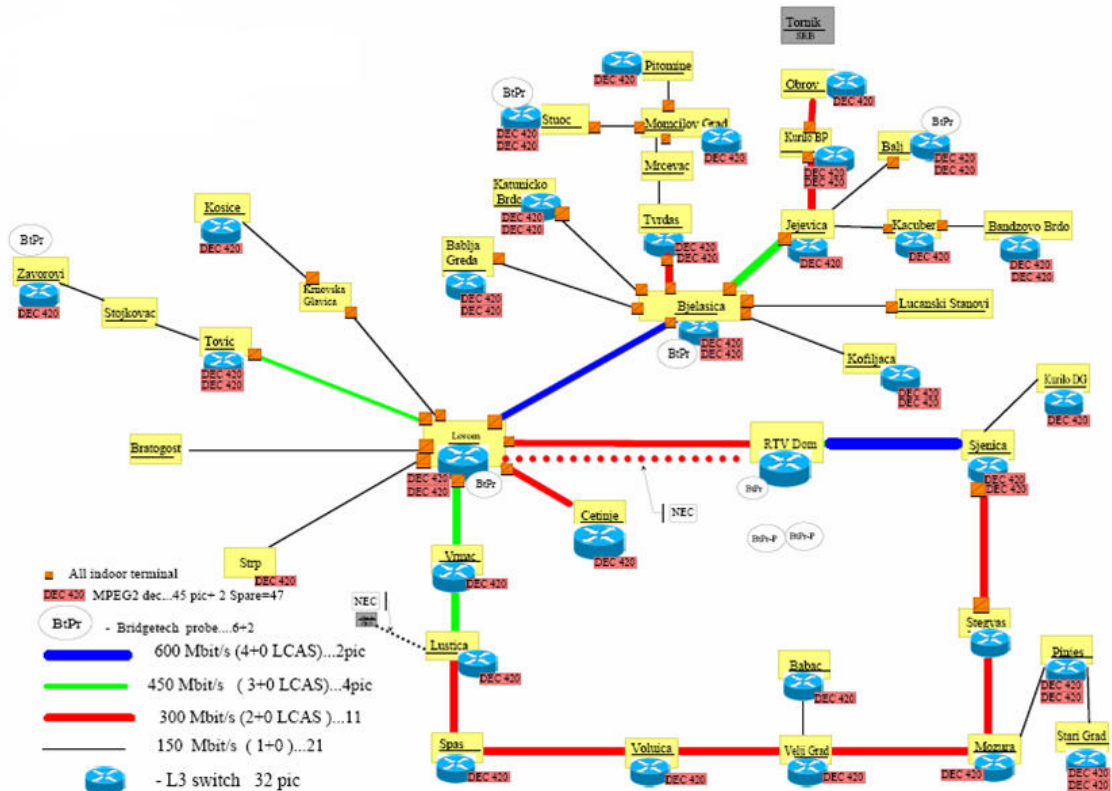 Tornik
SRB
Pitomine
DEC 420
Obrov
DEC 420
BtPr
Stuoc
DEC 420
DEC 420
Momcilov Grad
DEC 420
Kurilo BP
DEC 420
DEC 420
BtPr
Bali
DEC 420
DEC 420
Mrcevac
Katunicko
Brdo
DEC 420
DEC 420
Kosice
DEC 420
Tvrdas
DEC 420
DEC 420
Jejevica
DEC 420
Kacuber
DEC 420
Bandzovo Brdo
DEC 420
DEC 420
BtPr
Zavorovi
DEC 420
Bablja
Greda
DEC 420
DEC 420
Krnovska
Glavica
Bjelasica
DEC 420
DEC 420
BtPr
Lucanski Stanovi
Stojkovac
Tovic
DEC 420
DEC 420
Kofiljaca
DEC 420
DEC 420
Kurilo DG
DEC 420
Bratogost
Lovcen
DEC 420
DEC 420
BtPr
RTV Dom
BtPr
Sjenica
DEC 420
DEC 420
NEC
Cetinje
DEC 420
BtPr-P
BtPr-P
Strp
DEC 420
Vrmac
DEC 420
All indoor terminal
DEC 420 MPEG2 dec...45 pic+ 2 Spare=47
BtPr - Bridgetech probe....6+2
NEC
Lustica
DEC 420
Stegvas
600 Mbit/s (4+0 LCAS)...2pic
450 Mbit/s ( 3+0 LCAS)...4pic
300 Mbit/s (2+0 LCAS )...11
150 Mbit/s ( 1+0 )...21
- L3 switch 32 pic
Babac
DEC 420
Pinjes
DEC 420
DEC 420
Spas
DEC 420
Voluica
DEC 420
Velji Grad
DEC 420
Mozura
DEC 420
Stari Grad
DEC 420
DEC 420